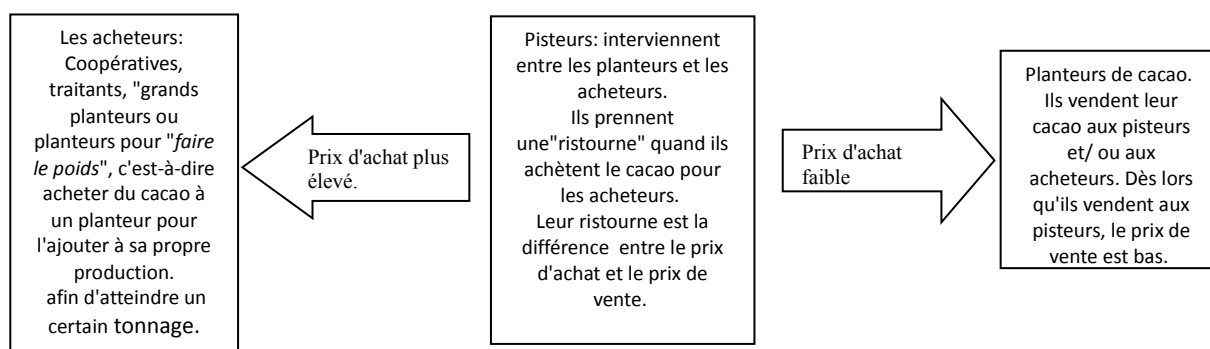 Les acheteurs:
Coopératives,
traitants, "grands
planteurs ou
planteurs pour "faire
le poids", c'est-à-dire
acheter du cacao à
un planteur pour
l'ajouter à sa propre
production.
afin d'atteindre un
certain tonnage.
Prix d'achat plus
élevé.
Pisteurs: interviennent
entre les planteurs et les
acheteurs.
Ils prennent
une"ristourne" quand ils
achètent le cacao pour
les acheteurs.
Leur ristourne est la
différence entre le prix
d'achat et le prix de
vente.
Prix d'achat
faible
Planteurs de cacao.
Ils vendent leur
cacao aux pisteurs
et/ ou aux
acheteurs. Dès lors
qu'ils vendent aux
pisteurs, le prix de
vente est bas.